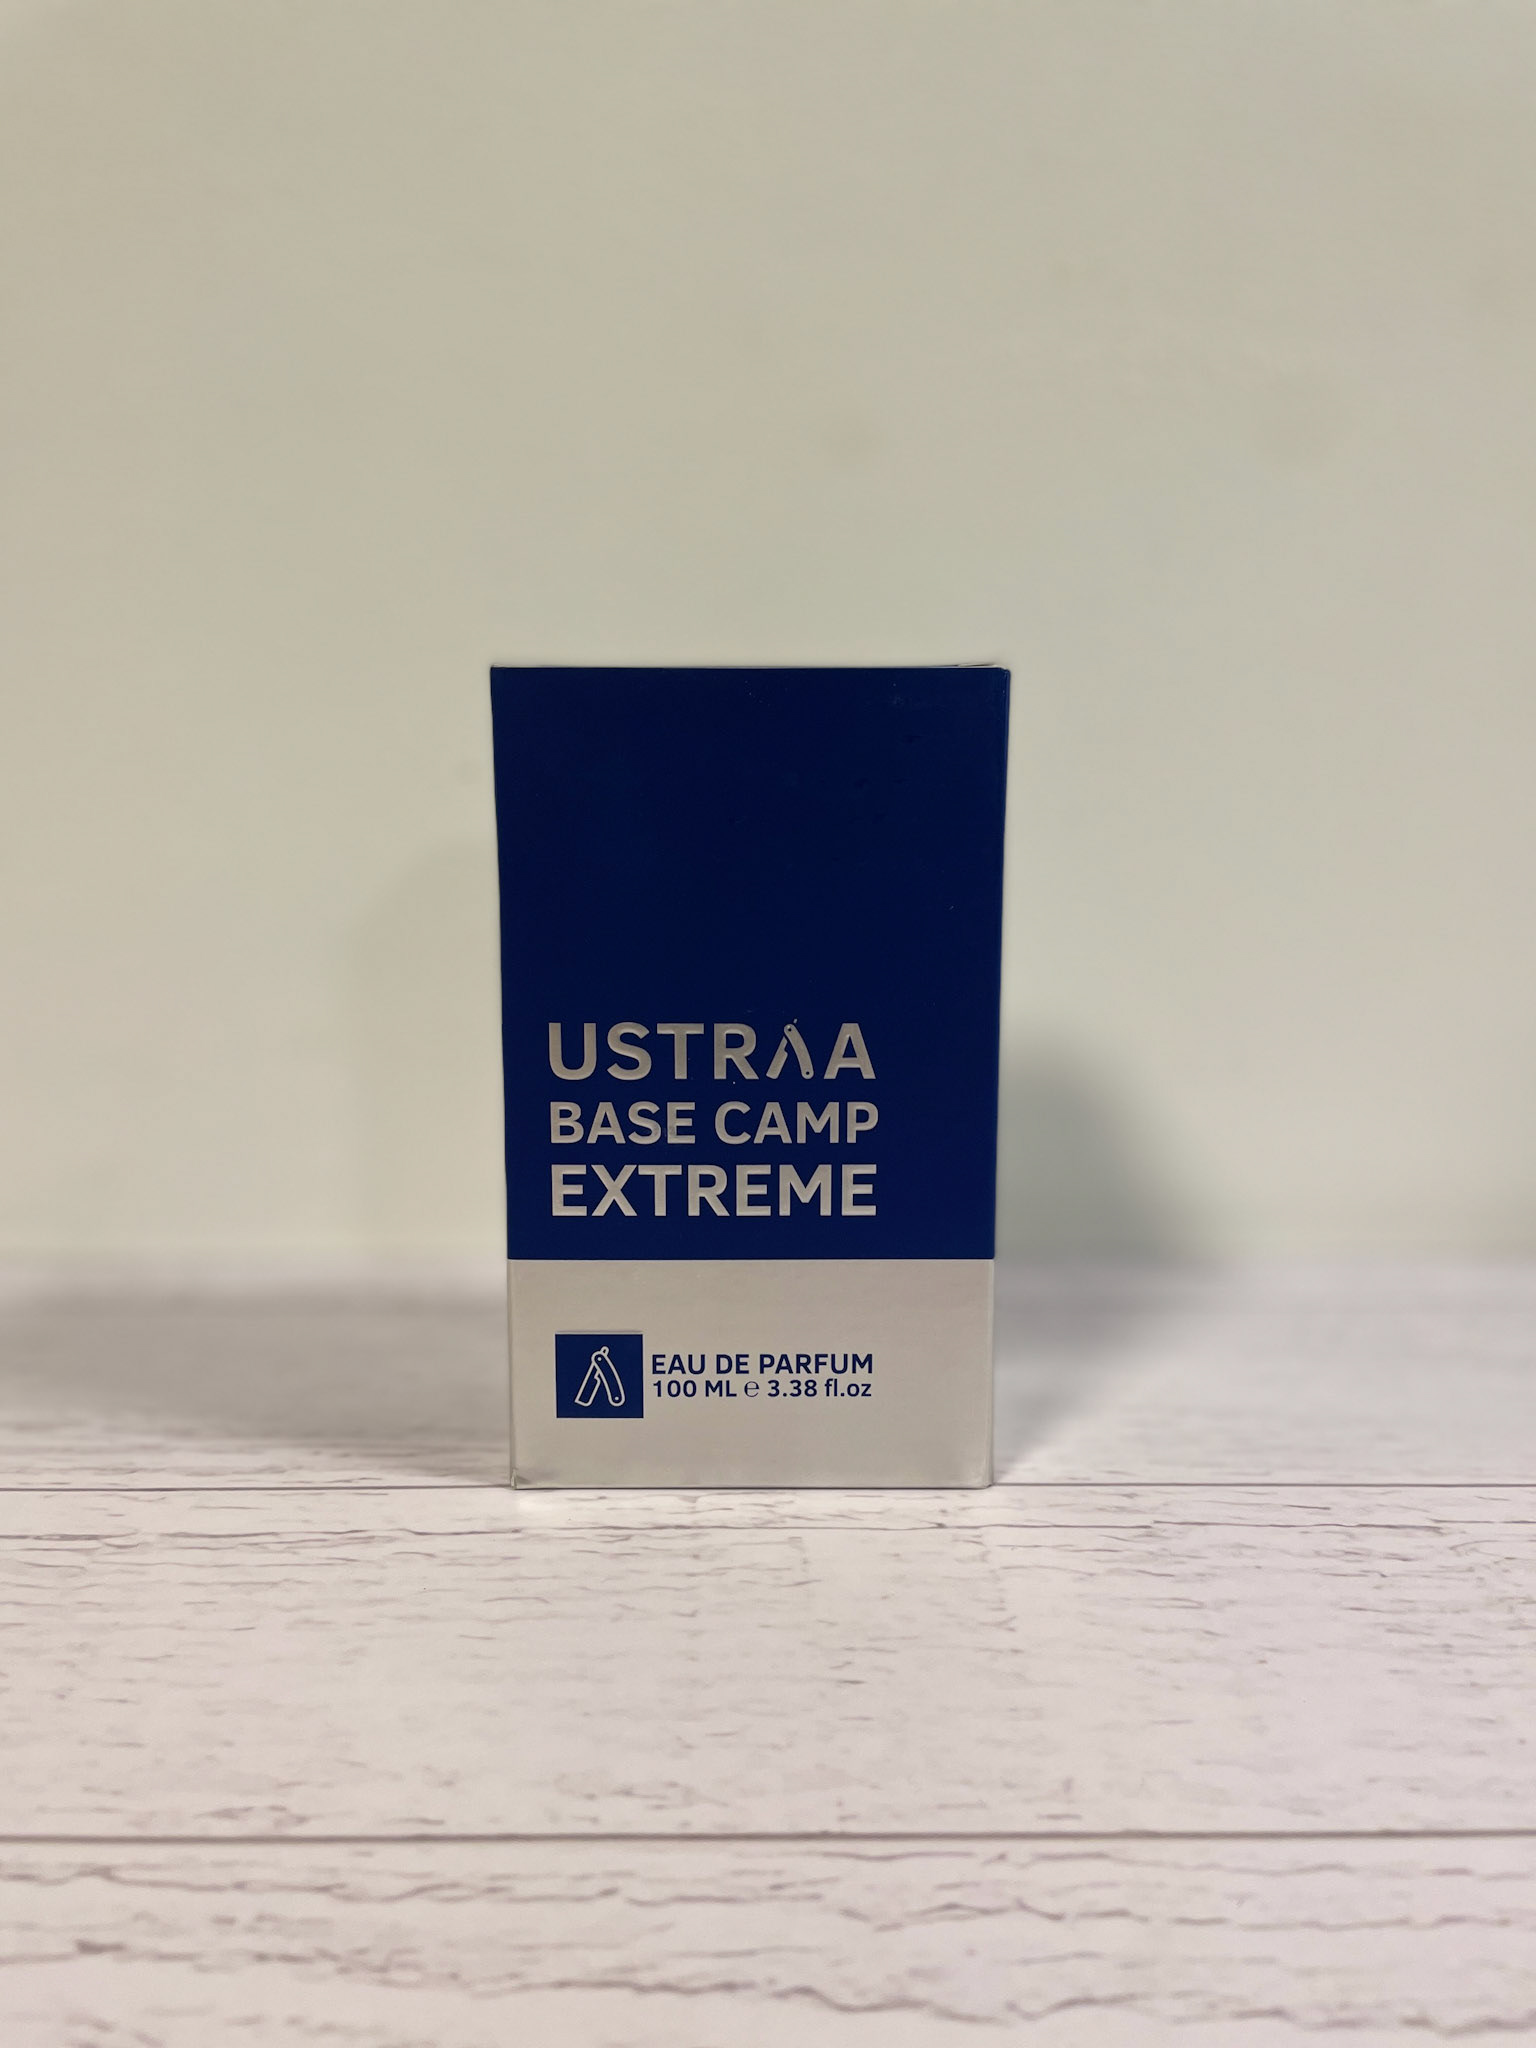 USTRAA
BASE CAMP
EXTREME
EAU DE PARFUM
100 ML ℮ 3.38 fl.oz